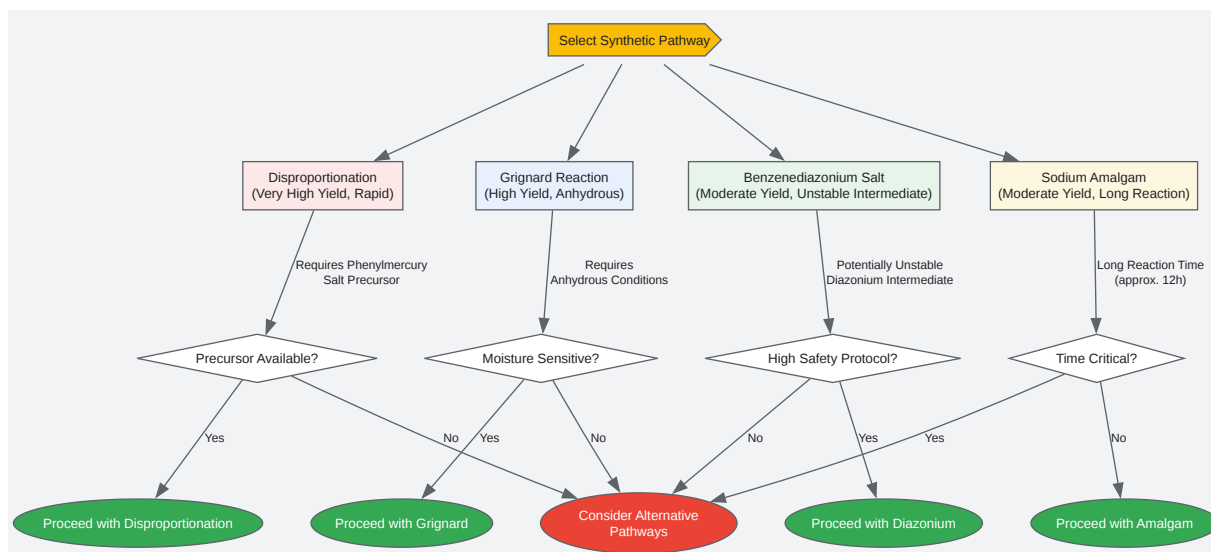 Select Synthetic Pathway
Disproportionation
(Very High Yield, Rapid)
Grignard Reaction
(High Yield, Anhydrous)
Benzenediazonium Salt
(Moderate Yield, Unstable Intermediate)
Sodium Amalgam
(Moderate Yield, Long Reaction)
Requires Phenylmercury
Salt Precursor
Requires
Anhydrous Conditions
Potentially Unstable
Diazonium Intermediate
Long Reaction Time
(approx. 12h)
Precursor Available?
Moisture Sensitive?
High Safety Protocol?
Time Critical?
Yes
No
Yes
No
No
Yes
Yes
No
Proceed with Disproportionation
Proceed with Grignard
Consider Alternative
Pathways
Proceed with Diazonium
Proceed with Amalgam